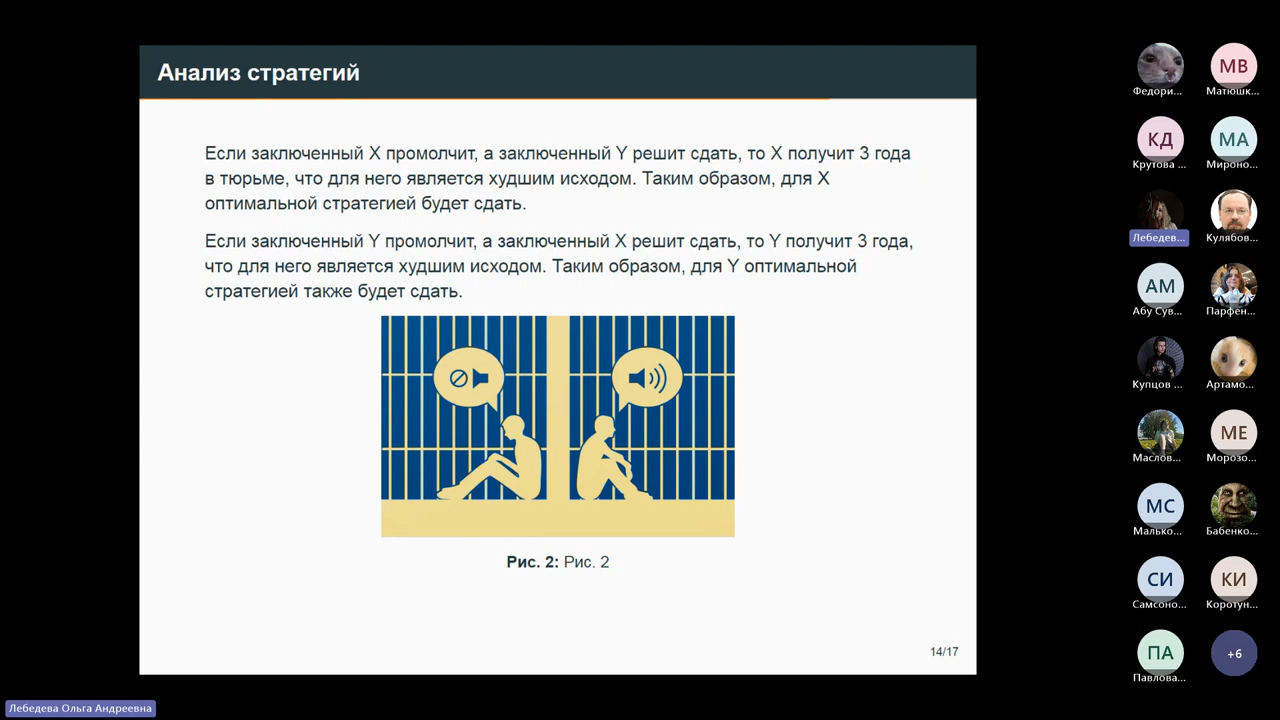 Анализ стратегий
Если заключенный X промолчит, а заключенный Y решит сдать, то X получит 3 года
в тюрьме, что для него является худшим исходом. Таким образом, для X
оптимальной стратегией будет сдать.
Если заключенный Y промолчит, а заключенный X решит сдать, то Y получит 3 года,
что для него является худшим исходом. Таким образом, для Y оптимальной
стратегией также будет сдать.
Рис. 2: Рис. 2
14/17
Федори...
МВ
Матюшк...
КД
Крутова ...
МА
Мироно...
Лебедев...
Кулябов...
АМ
Абу Сув...
Парфен...
Купцов ...
Артамо...
Маслов...
МЕ
Морозо...
МС
Малько...
Бабенко...
СИ
Самсоно...
КИ
Коротун...
ПА
Павлова...
+6
Лебедева Ольга Андреевна